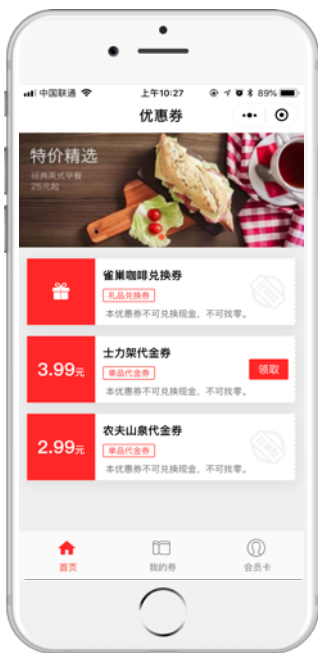 中国联通 上午10:27 89%
优惠券
特价精选
经典英式早餐
25元起
雀巢咖啡兑换券
礼品兑换券
本优惠券不可兑换现金，不可找零。
3.99元
士力架代金券
单品代金券
本优惠券不可兑换现金，不可找零。
领取
2.99元
农夫山泉代金券
单品代金券
本优惠券不可兑换现金，不可找零。
首页 我的券 会员卡